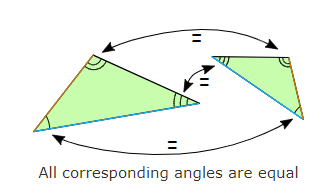 =
=
=
All corresponding angles are equal